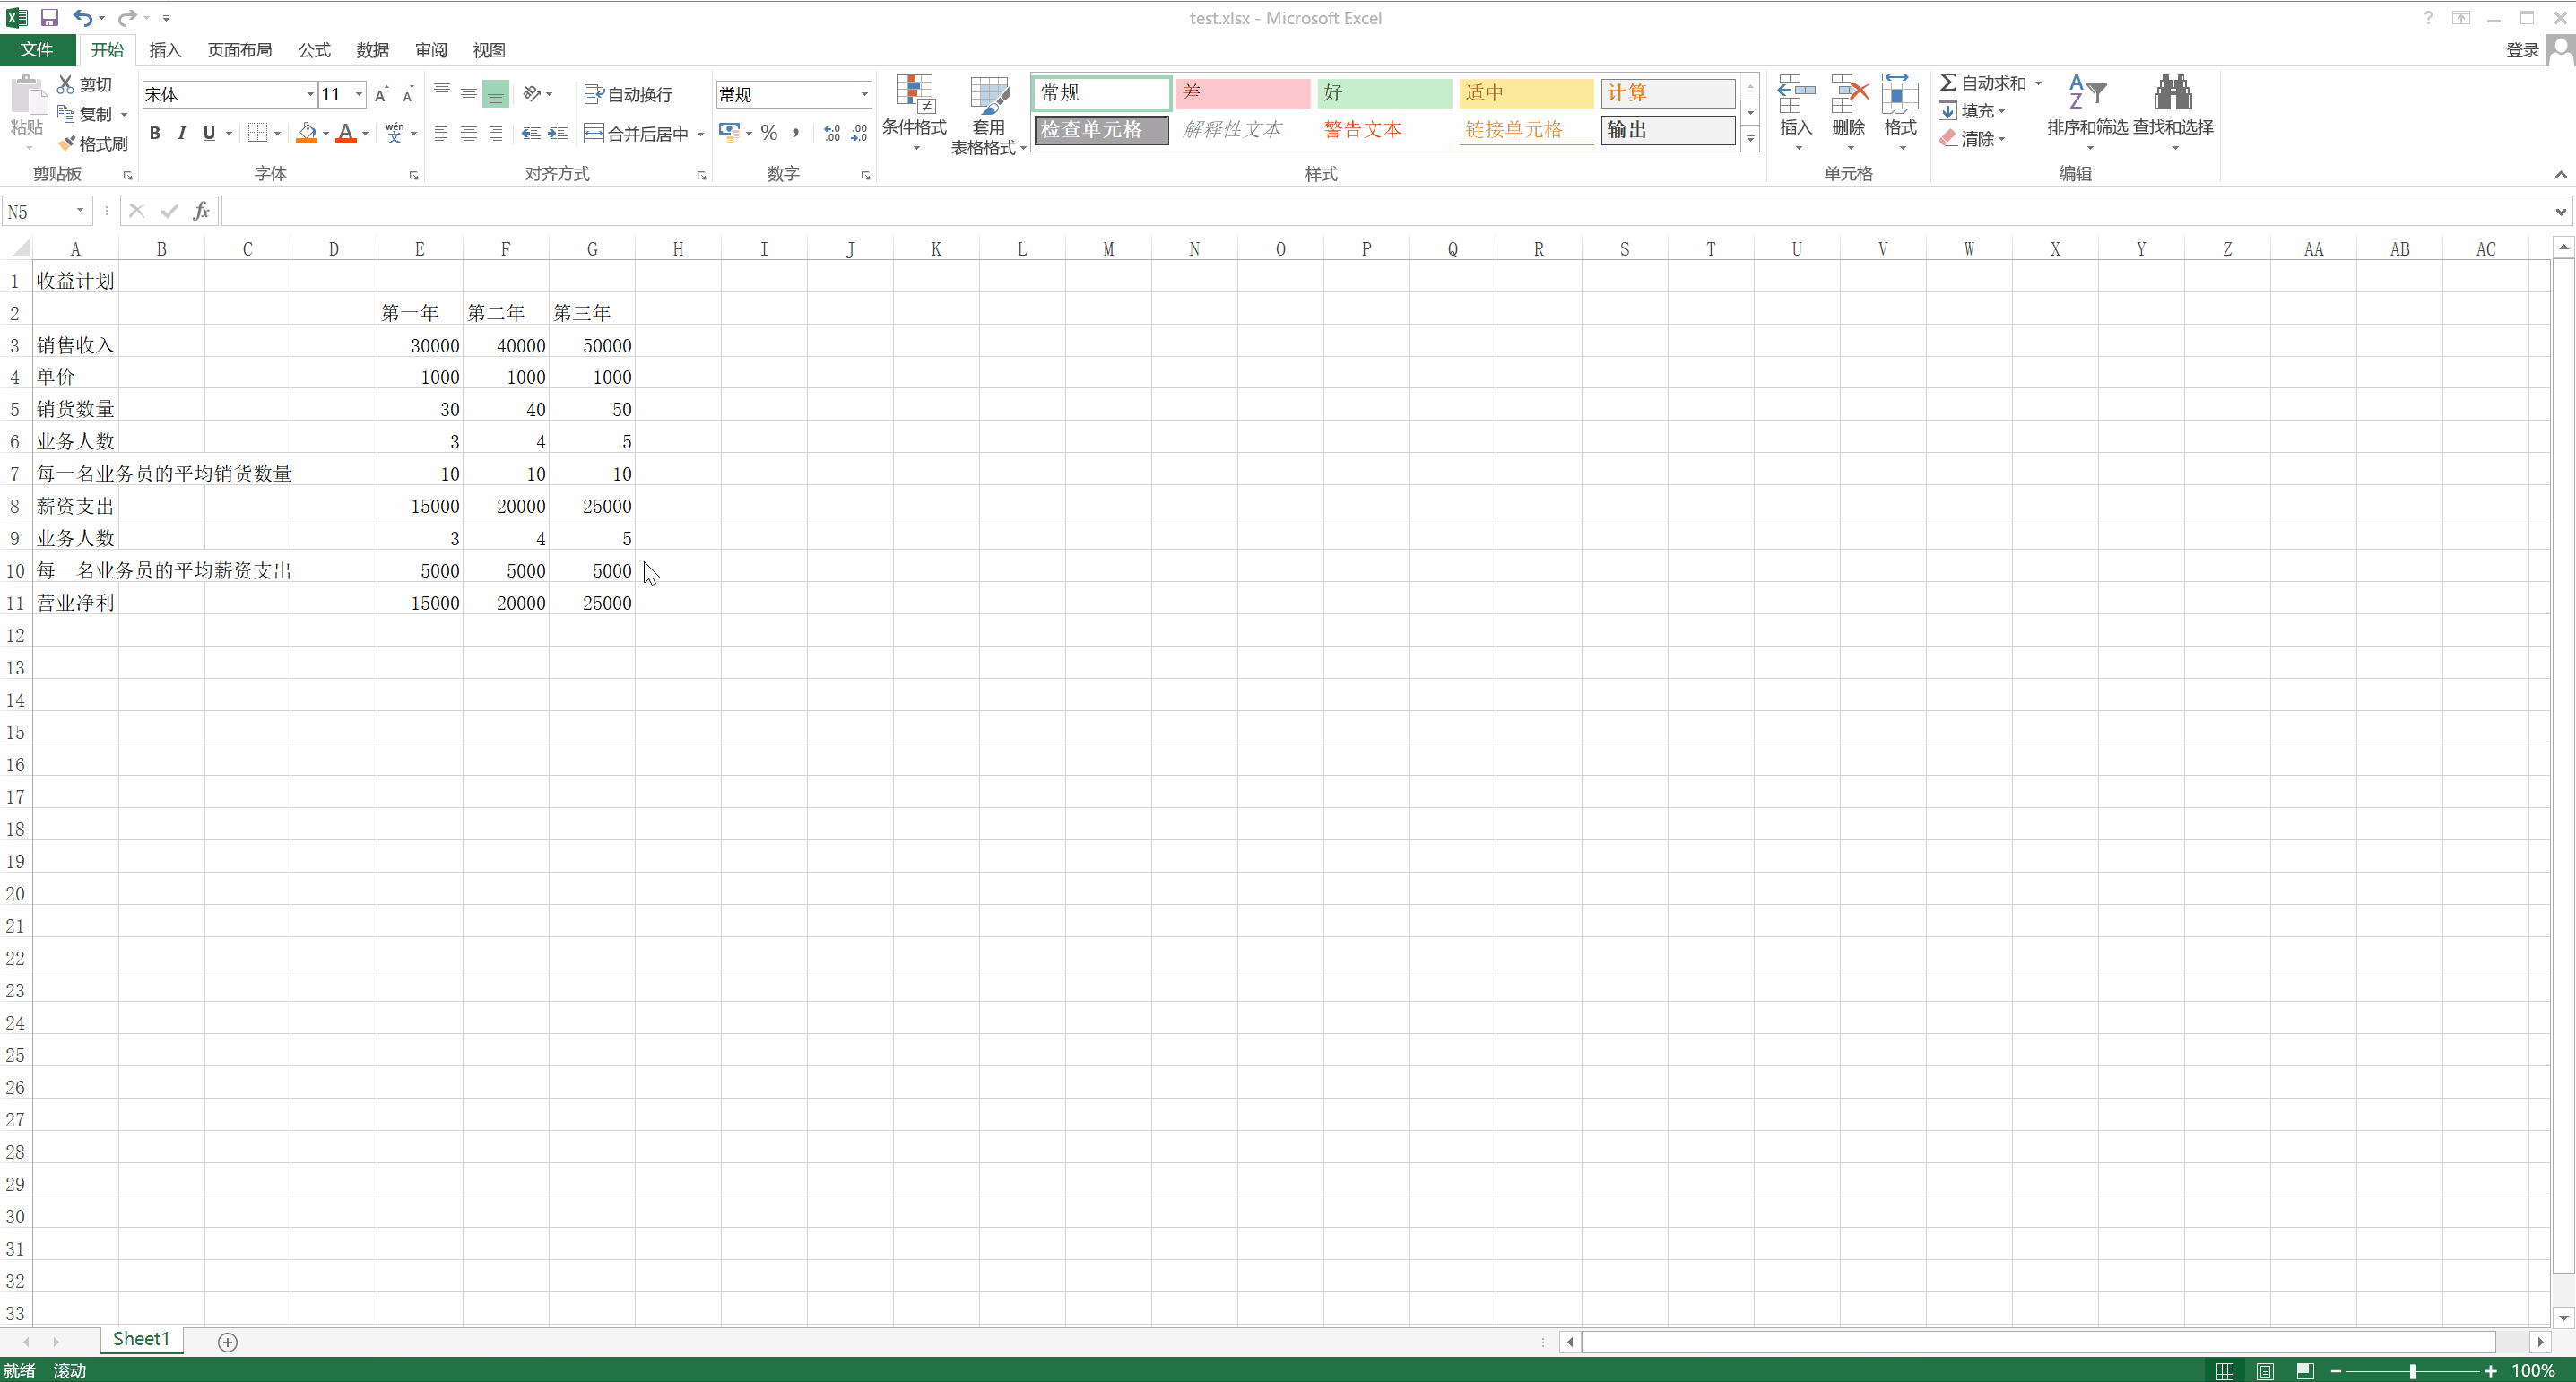 test.xlsx - Microsoft Excel
文件 开始 插入 页面布局 公式 数据 审阅 视图 登录
粘贴 剪切 复制 格式刷 剪贴板
宋体 11 B I U wén 文 字体
自动换行 合并后居中 对齐方式
常规 % , 数字
条件格式 套用表格格式
常规 差 好 适中 计算
检查单元格 解释性文本 警告文本 链接单元格 输出
样式
插入 删除 格式 单元格
自动求和 填充 清除 排序和筛选 查找和选择 编辑
N5 fx
A B C D E F G H I J K L M N O P Q R S T U V W X Y Z AA AB AC
1 收益计划
2 第一年 第二年 第三年
3 销售收入 30000 40000 50000
4 单价 1000 1000 1000
5 销货数量 30 40 50
6 业务人数 3 4 5
7 每一名业务员的平均销货数量 10 10 10
8 薪资支出 15000 20000 25000
9 业务人数 3 4 5
10 每一名业务员的平均薪资支出 5000 5000 5000
11 营业净利 15000 20000 25000
12
13
14
15
16
17
18
19
20
21
22
23
24
25
26
27
28
29
30
31
32
33
Sheet1
就绪 滚动 100%